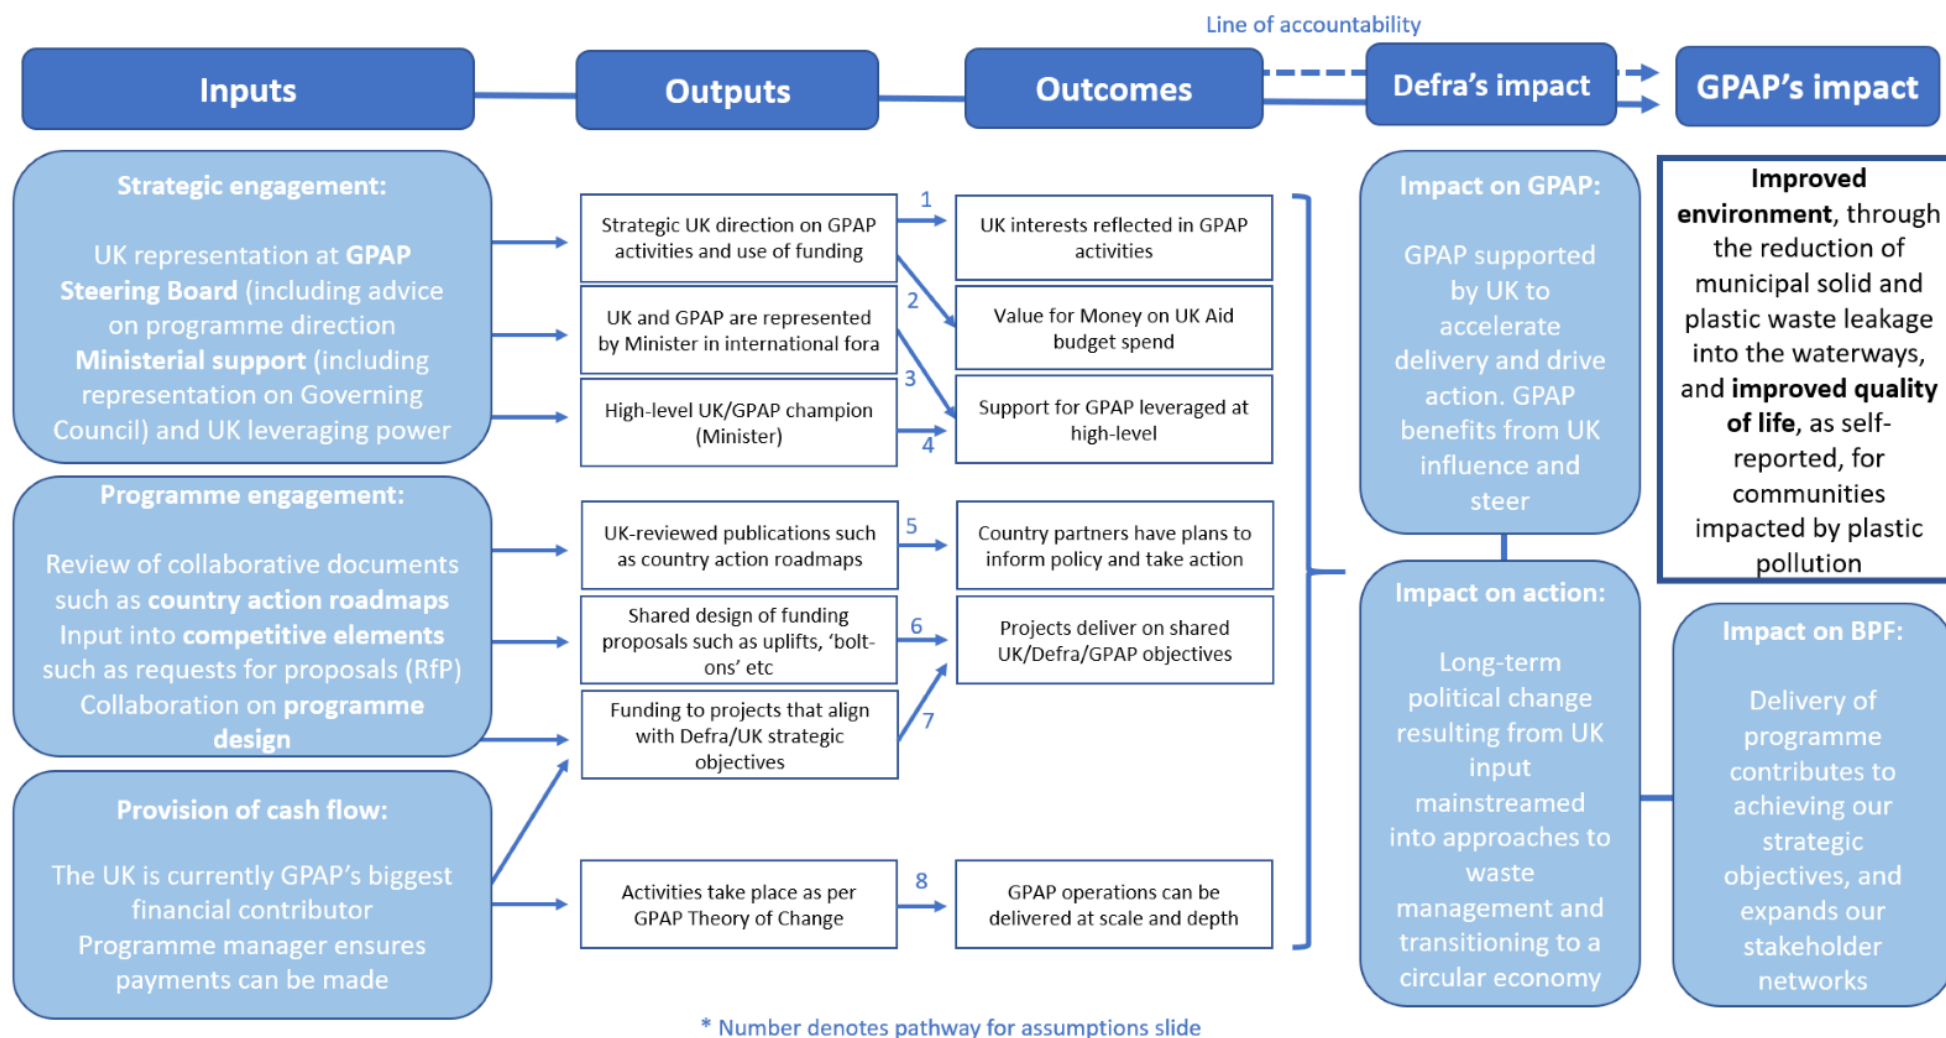 Line of accountability
Inputs
Outputs
Outcomes
Defra's impact
GPAP's impact
Strategic engagement:
UK representation at GPAP
Steering Board (including advice
on programme direction
Ministerial support (including
representation on Governing
Council) and UK leveraging power
Programme engagement:
Review of collaborative documents
such as country action roadmaps
Input into competitive elements
such as requests for proposals (RfP)
Collaboration on programme
design
Provision of cash flow:
The UK is currently GPAP's biggest
financial contributor
Programme manager ensures
payments can be made
Strategic UK direction on GPAP
activities and use of funding
UK and GPAP are represented
by Minister in international fora
High-level UK/GPAP champion
(Minister)
UK-reviewed publications such
as country action roadmaps
Shared design of funding
proposals such as uplifts, 'bolt-
ons' etc
Funding to projects that align
with Defra/UK strategic
objectives
Activities take place as per
GPAP Theory of Change
1
2
3
4
5
6
7
8
UK interests reflected in GPAP
activities
Value for Money on UK Aid
budget spend
Support for GPAP leveraged at
high-level
Country partners have plans to
inform policy and take action
Projects deliver on shared
UK/Defra/GPAP objectives
GPAP operations can be
delivered at scale and depth
Impact on GPAP:
GPAP supported
by UK to
accelerate
delivery and drive
action. GPAP
benefits from UK
influence and
steer
Impact on action:
Long-term
political change
resulting from UK
input
mainstreamed
into approaches to
waste
management and
transitioning to a
circular economy
Improved
environment, through
the reduction of
municipal solid and
plastic waste leakage
into the waterways,
and improved quality
of life, as self-
reported, for
communities
impacted by plastic
pollution
Impact on BPF:
Delivery of
programme
contributes to
achieving our
strategic
objectives, and
expands our
stakeholder
networks
* Number denotes pathway for assumptions slide